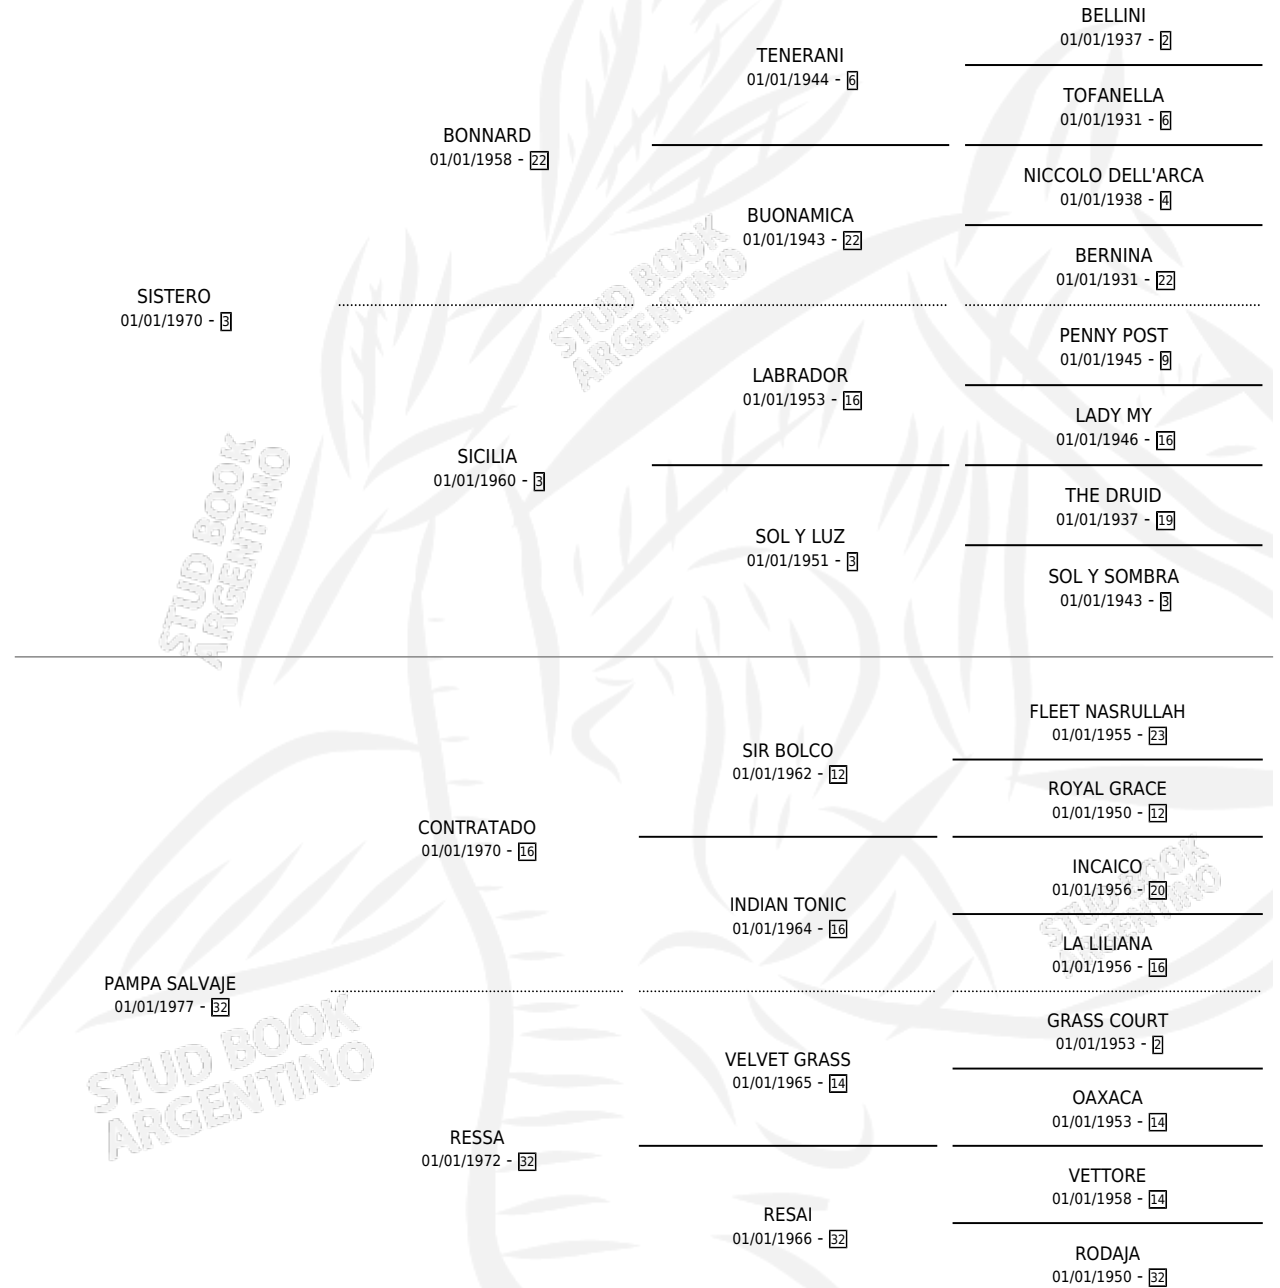 BELLINI
01/01/1937 - 2
TENERANI
01/01/1944 - 6
TOFANELLA
01/01/1931 - 6
BONNARD
01/01/1958 - 22
NICCOLO DELL'ARCA
01/01/1938 - 4
BUONAMICA
01/01/1943 - 22
BERNINA
01/01/1931 - 22
SISTERO
01/01/1970 - 3
STUD BOOK
ARGENTINO
PENNY POST
01/01/1945 - 9
LABRADOR
01/01/1953 - 16
LADY MY
01/01/1946 - 16
SICILIA
01/01/1960 - 3
THE DRUID
01/01/1937 - 19
SOL Y LUZ
01/01/1951 - 3
SOL Y SOMBRA
01/01/1943 - 3
STUD BOOK
ARGENTINO
FLEET NASRULLAH
01/01/1955 - 23
SIR BOLCO
01/01/1962 - 12
ROYAL GRACE
01/01/1950 - 12
CONTRATADO
01/01/1970 - 16
INCAICO
01/01/1956 - 20
INDIAN TONIC
01/01/1964 - 16
LA LILIANA
01/01/1956 - 16
STUD BOOK
ARGENTINO
PAMPA SALVAJE
01/01/1977 - 32
GRASS COURT
01/01/1953 - 2
VELVET GRASS
01/01/1965 - 14
OAXACA
01/01/1953 - 14
STUD BOOK
ARGENTINO
RESSA
01/01/1972 - 32
VETTORE
01/01/1958 - 14
RESAI
01/01/1966 - 32
RODAJA
01/01/1950 - 32